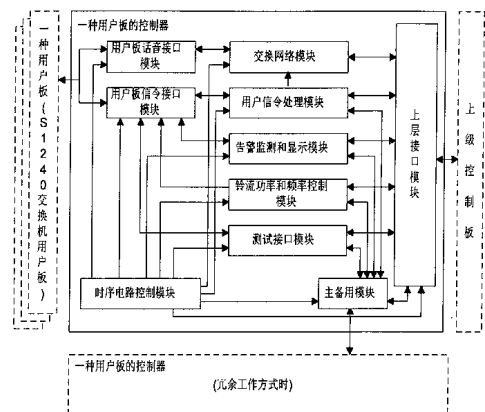 一种用户板的控制器
一种用户板(S1240交换机用户板)
用户板话音接口
模块
交换网络模块
用户板信令接口
模块
用户信令处理模块
告警监测和显示模块
铃流功率和频率控制
模块
测试接口模块
时序电路控制模块
主备用模块
上层接口模块
上级控制板
一种用户板的控制器
(冗余工作方式时)